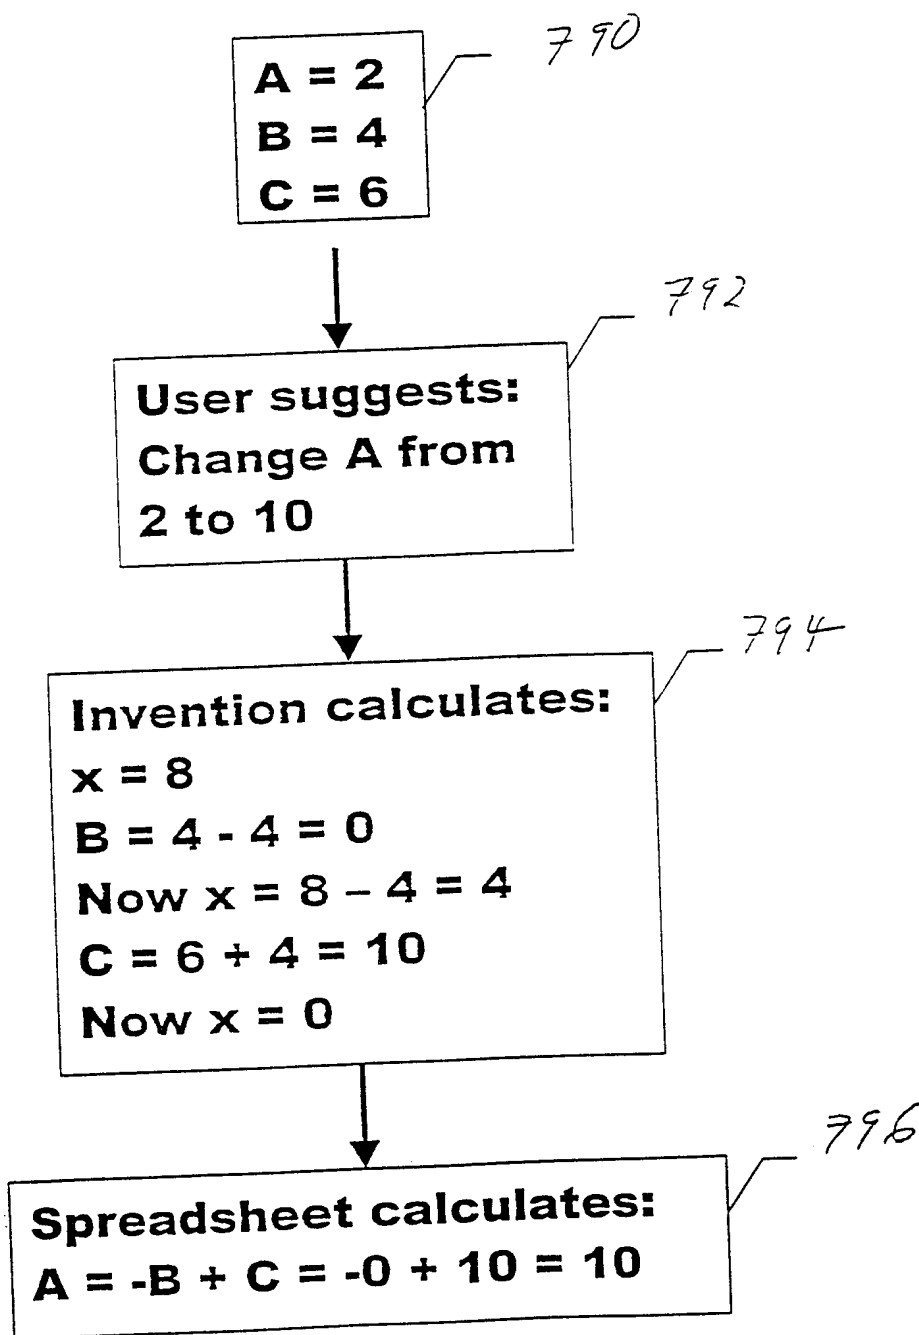 790
A = 2
B = 4
C = 6
792
User suggests:
Change A from
2 to 10
794
Invention calculates:
x = 8
B = 4 - 4 = 0
Now x = 8 – 4 = 4
C = 6 + 4 = 10
Now x = 0
796
Spreadsheet calculates:
A = -B + C = -0 + 10 = 10